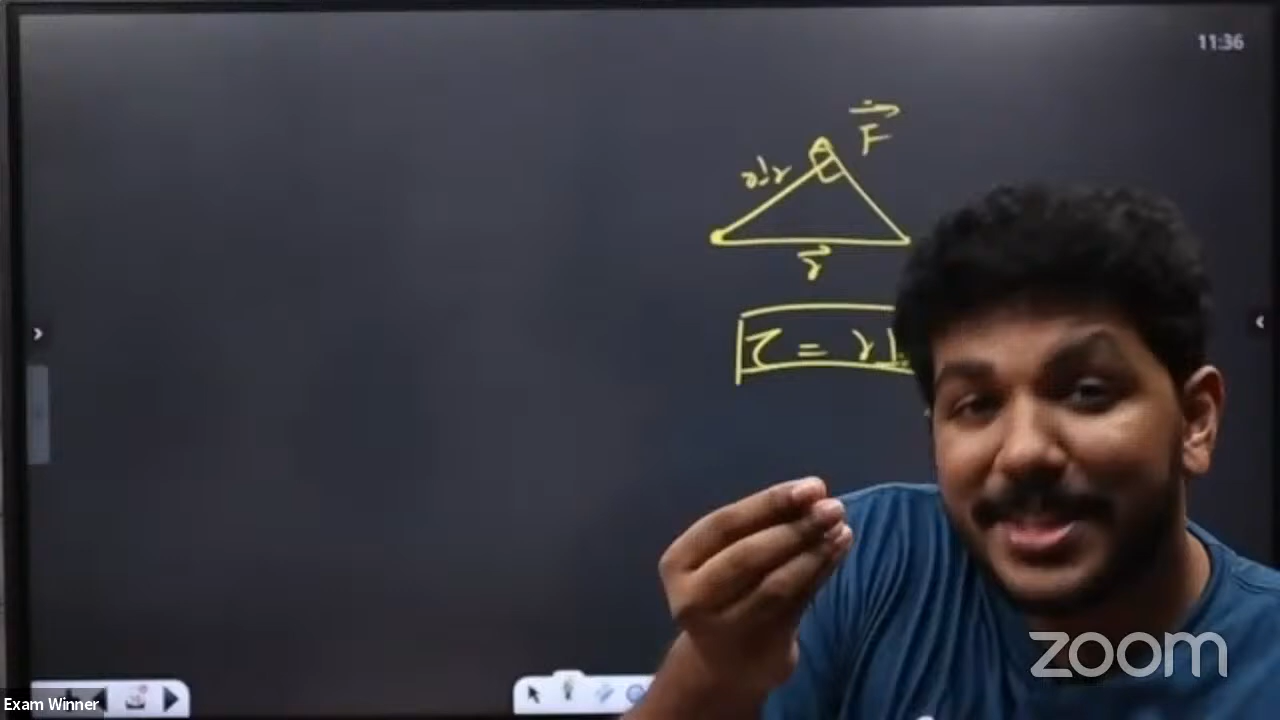 11:36
F
r⊥r
r
τ = r⊥
zoom
Exam Winner